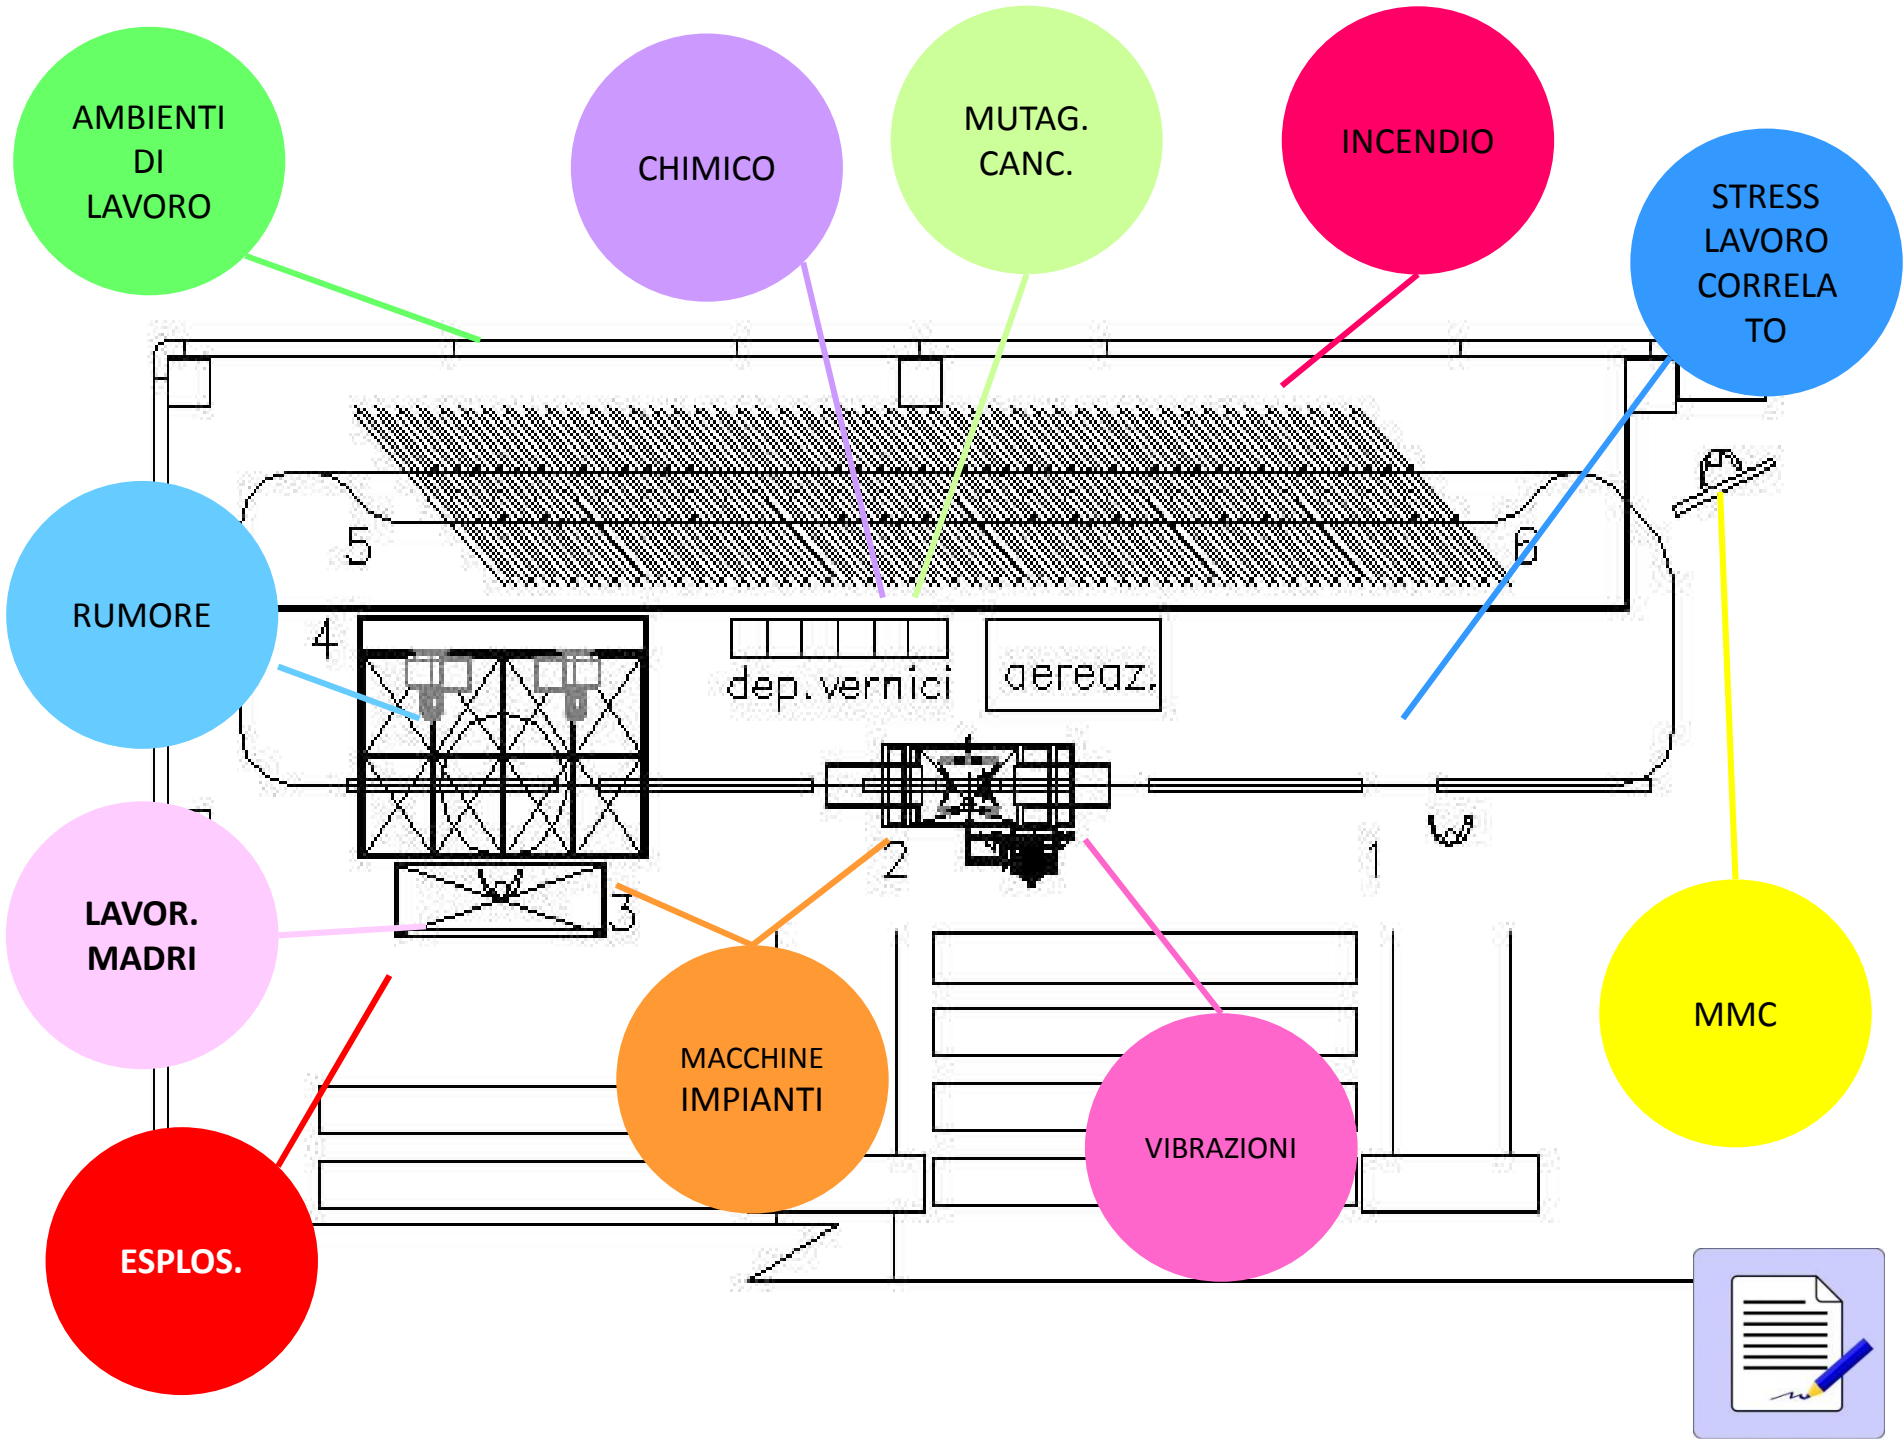 AMBIENTI
DI
LAVORO
CHIMICO
MUTAG.
CANC.
INCENDIO
STRESS
LAVORO
CORRELA
TO
5
6
RUMORE
4
dep.vernici
aereaz.
2
1
3
LAVOR.
MADRI
MACCHINE
IMPIANTI
VIBRAZIONI
MMC
ESPLOS.